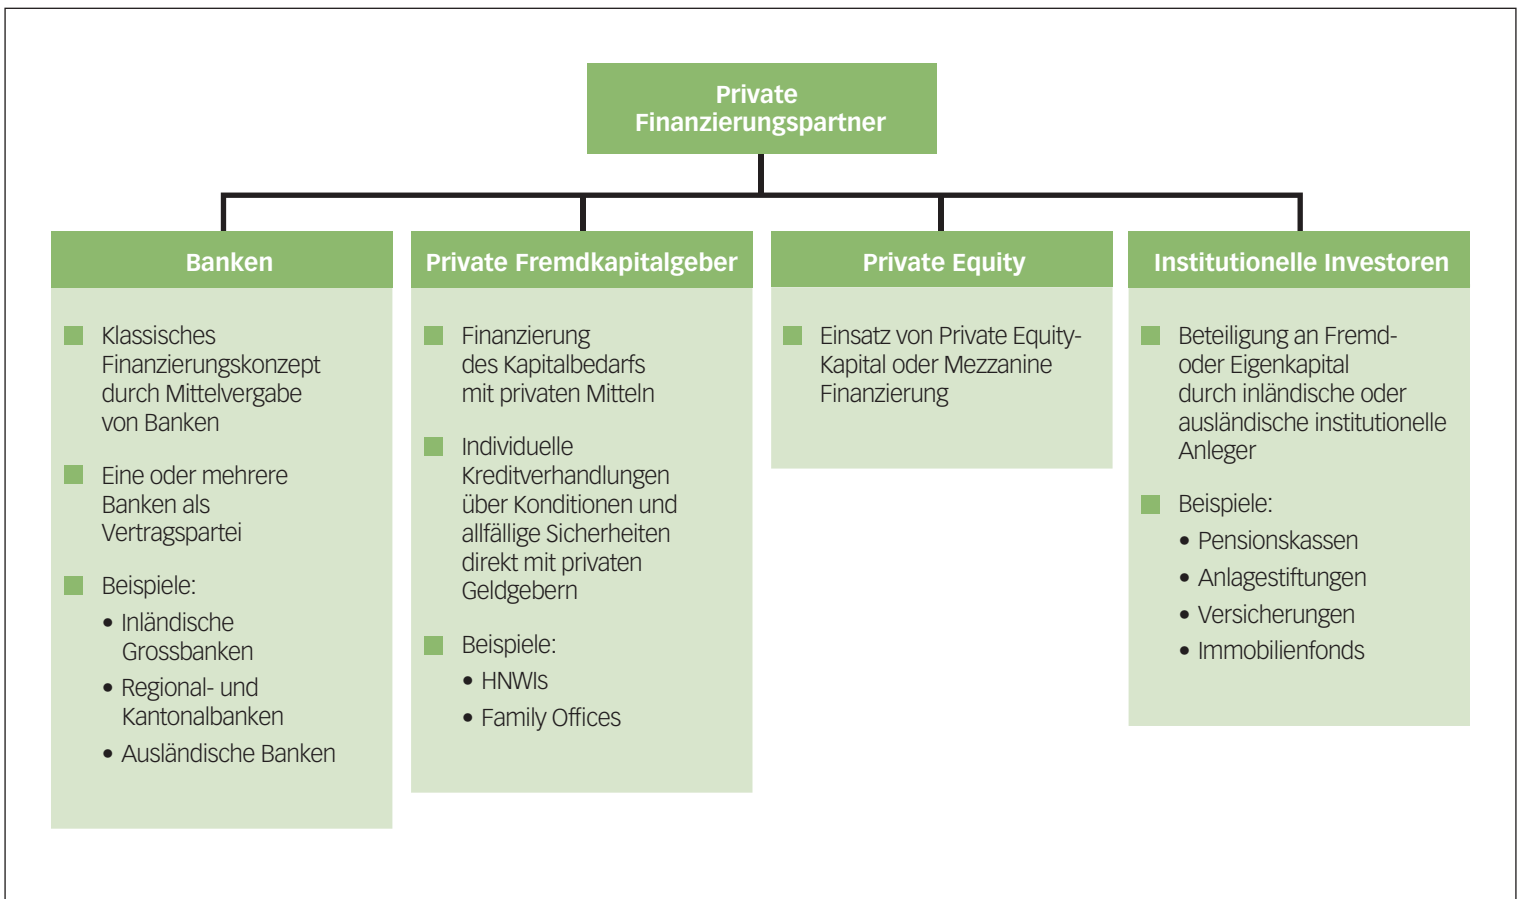 Private
Finanzierungspartner
Banken
Klassisches
Finanzierungskonzept
durch Mittelvergabe
von Banken
Eine oder mehrere
Banken als
Vertragspartei
Beispiele:
• Inländische
Grossbanken
• Regional- und
Kantonalbanken
• Ausländische Banken
Private Fremdkapitalgeber
Finanzierung
des Kapitalbedarfs
mit privaten Mitteln
Individuelle
Kreditverhandlungen
über Konditionen und
allfällige Sicherheiten
direkt mit privaten
Geldgebern
Beispiele:
• HNWIs
• Family Offices
Private Equity
Einsatz von Private Equity-
Kapital oder Mezzanine
Finanzierung
Institutionelle Investoren
Beteiligung an Fremd-
oder Eigenkapital
durch inländische oder
ausländische institutionelle
Anleger
Beispiele:
• Pensionskassen
• Anlagestiftungen
• Versicherungen
• Immobilienfonds